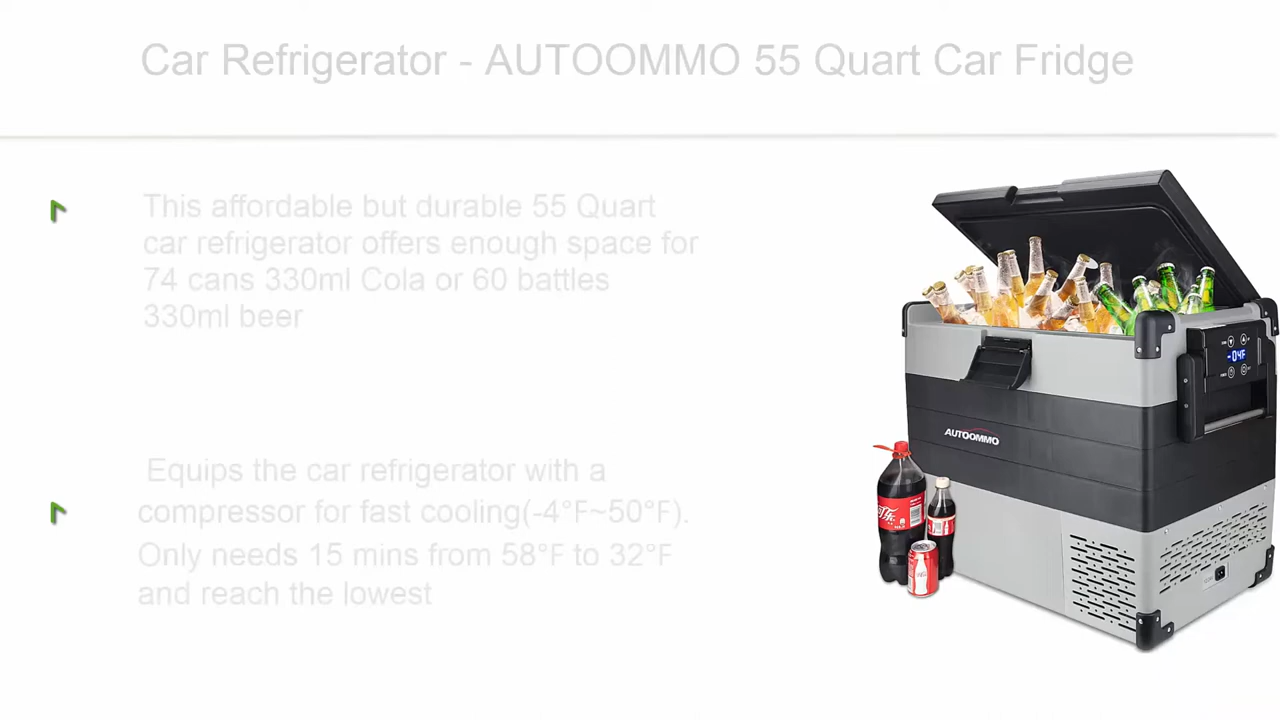 Car Refrigerator - AUTOOMMO 55 Quart Car Fridge
This affordable but durable 55 Quart
car refrigerator offers enough space for
74 cans 330ml Cola or 60 battles
330ml beer
Equips the car refrigerator with a
compressor for fast cooling(-4°F~50°F).
Only needs 15 mins from 58°F to 32°F
and reach the lowest
-04F
AUTOOMMO